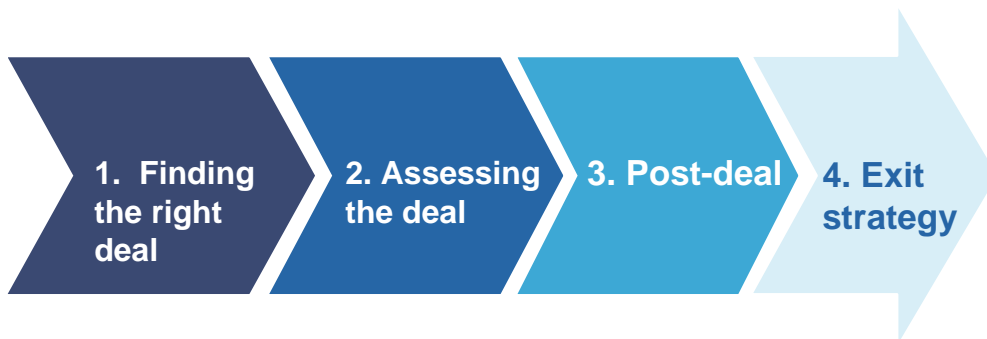 1. Finding
the right
deal
2. Assessing
the deal
3. Post-deal
4. Exit
strategy